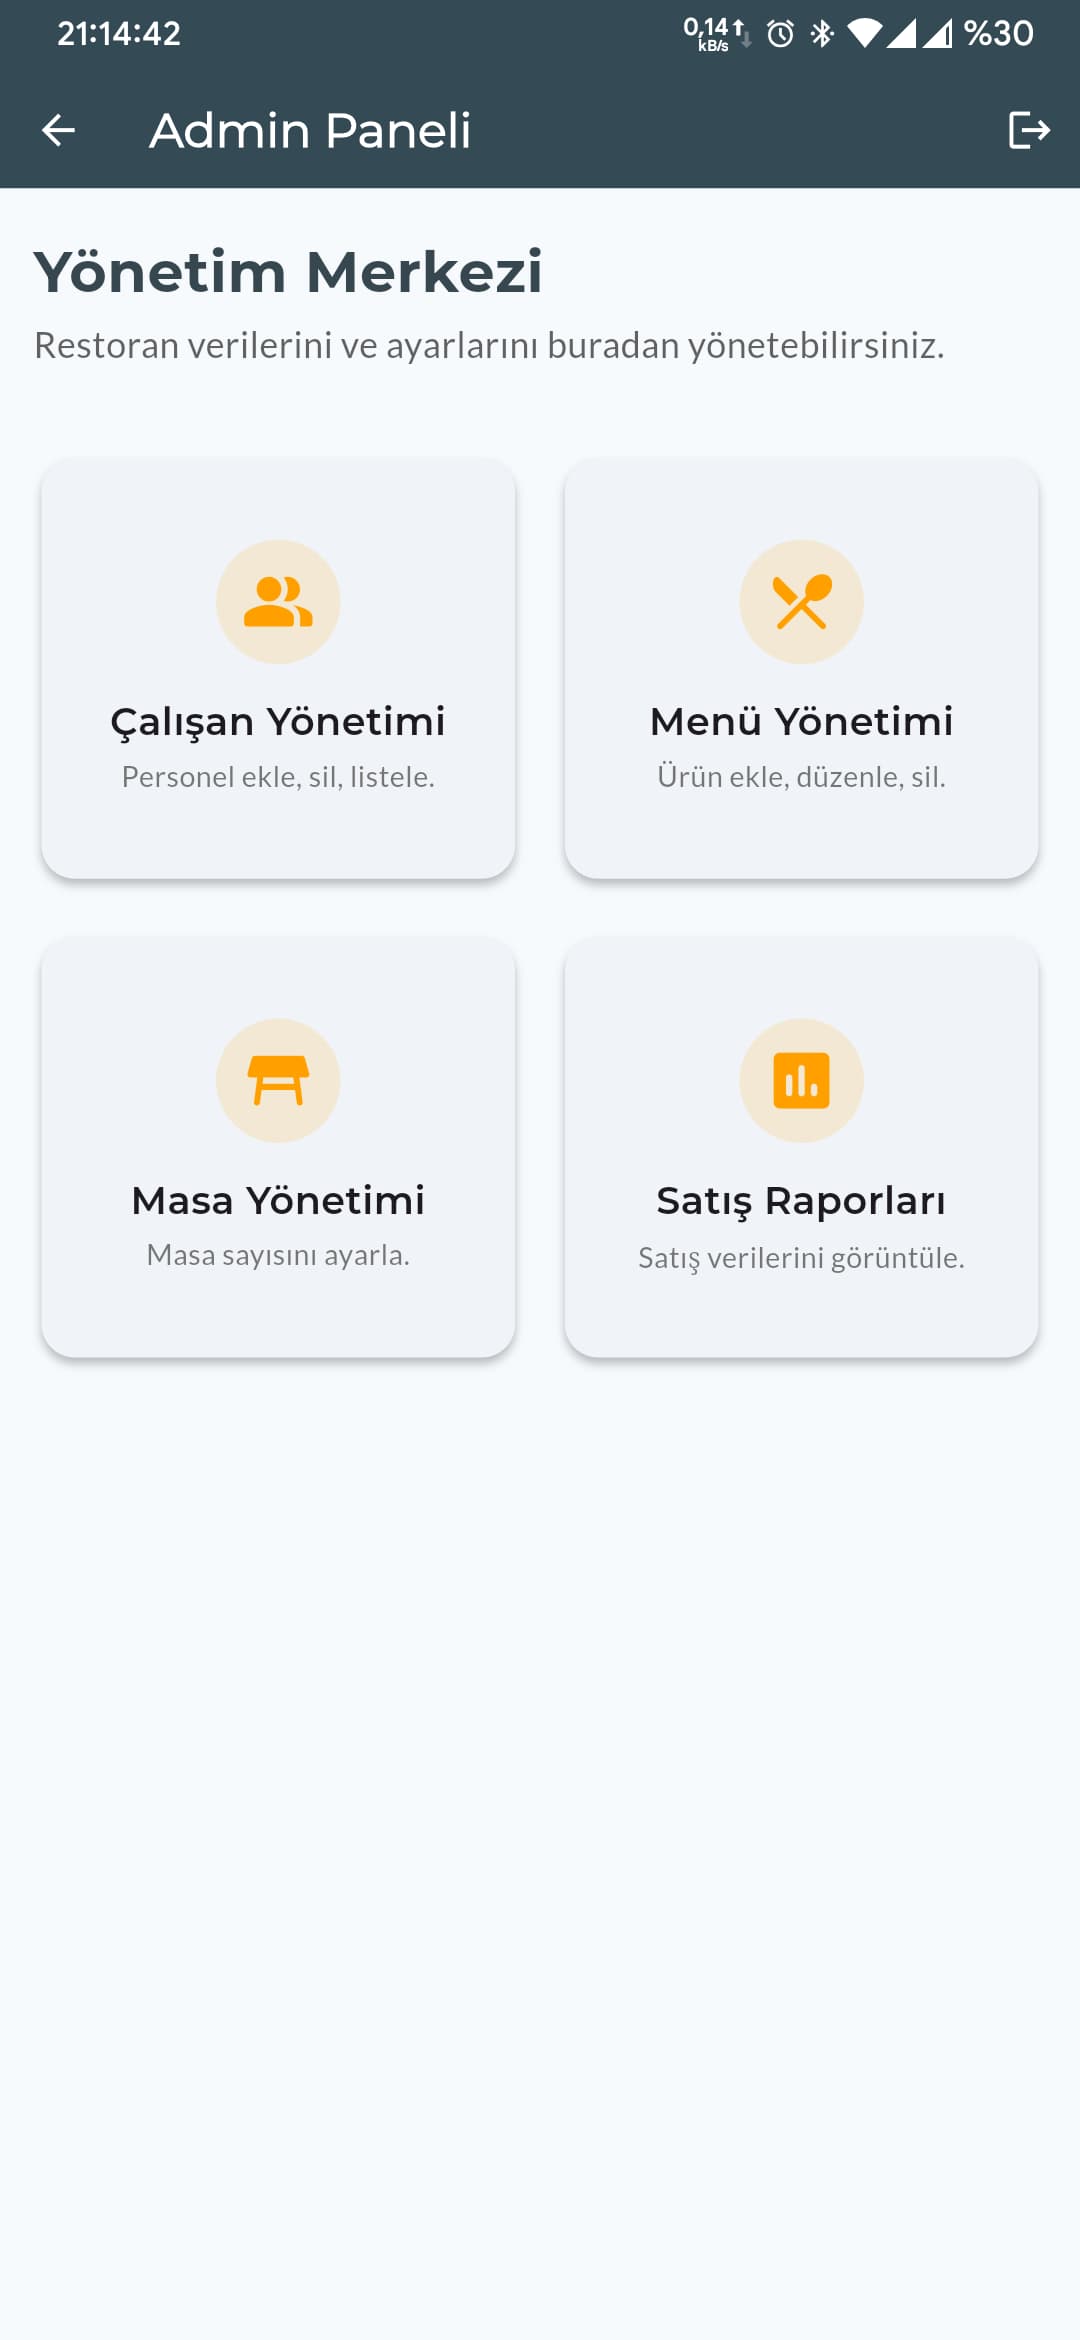 21:14:42 0,14 kB/s %30
Admin Paneli
Yönetim Merkezi
Restoran verilerini ve ayarlarını buradan yönetebilirsiniz.
Çalışan Yönetimi
Personel ekle, sil, listele.
Menü Yönetimi
Ürün ekle, düzenle, sil.
Masa Yönetimi
Masa sayısını ayarla.
Satış Raporları
Satış verilerini görüntüle.